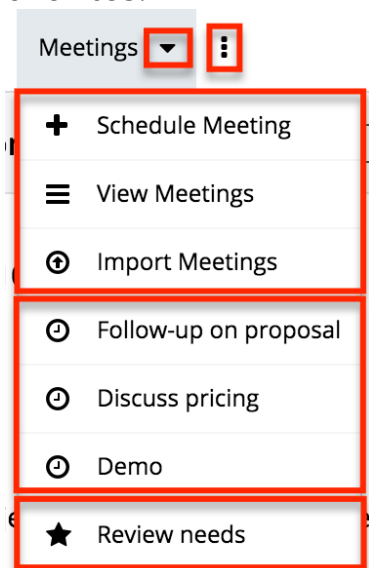 Meetings
Schedule Meeting
View Meetings
Import Meetings
Follow-up on proposal
Discuss pricing
Demo
Review needs